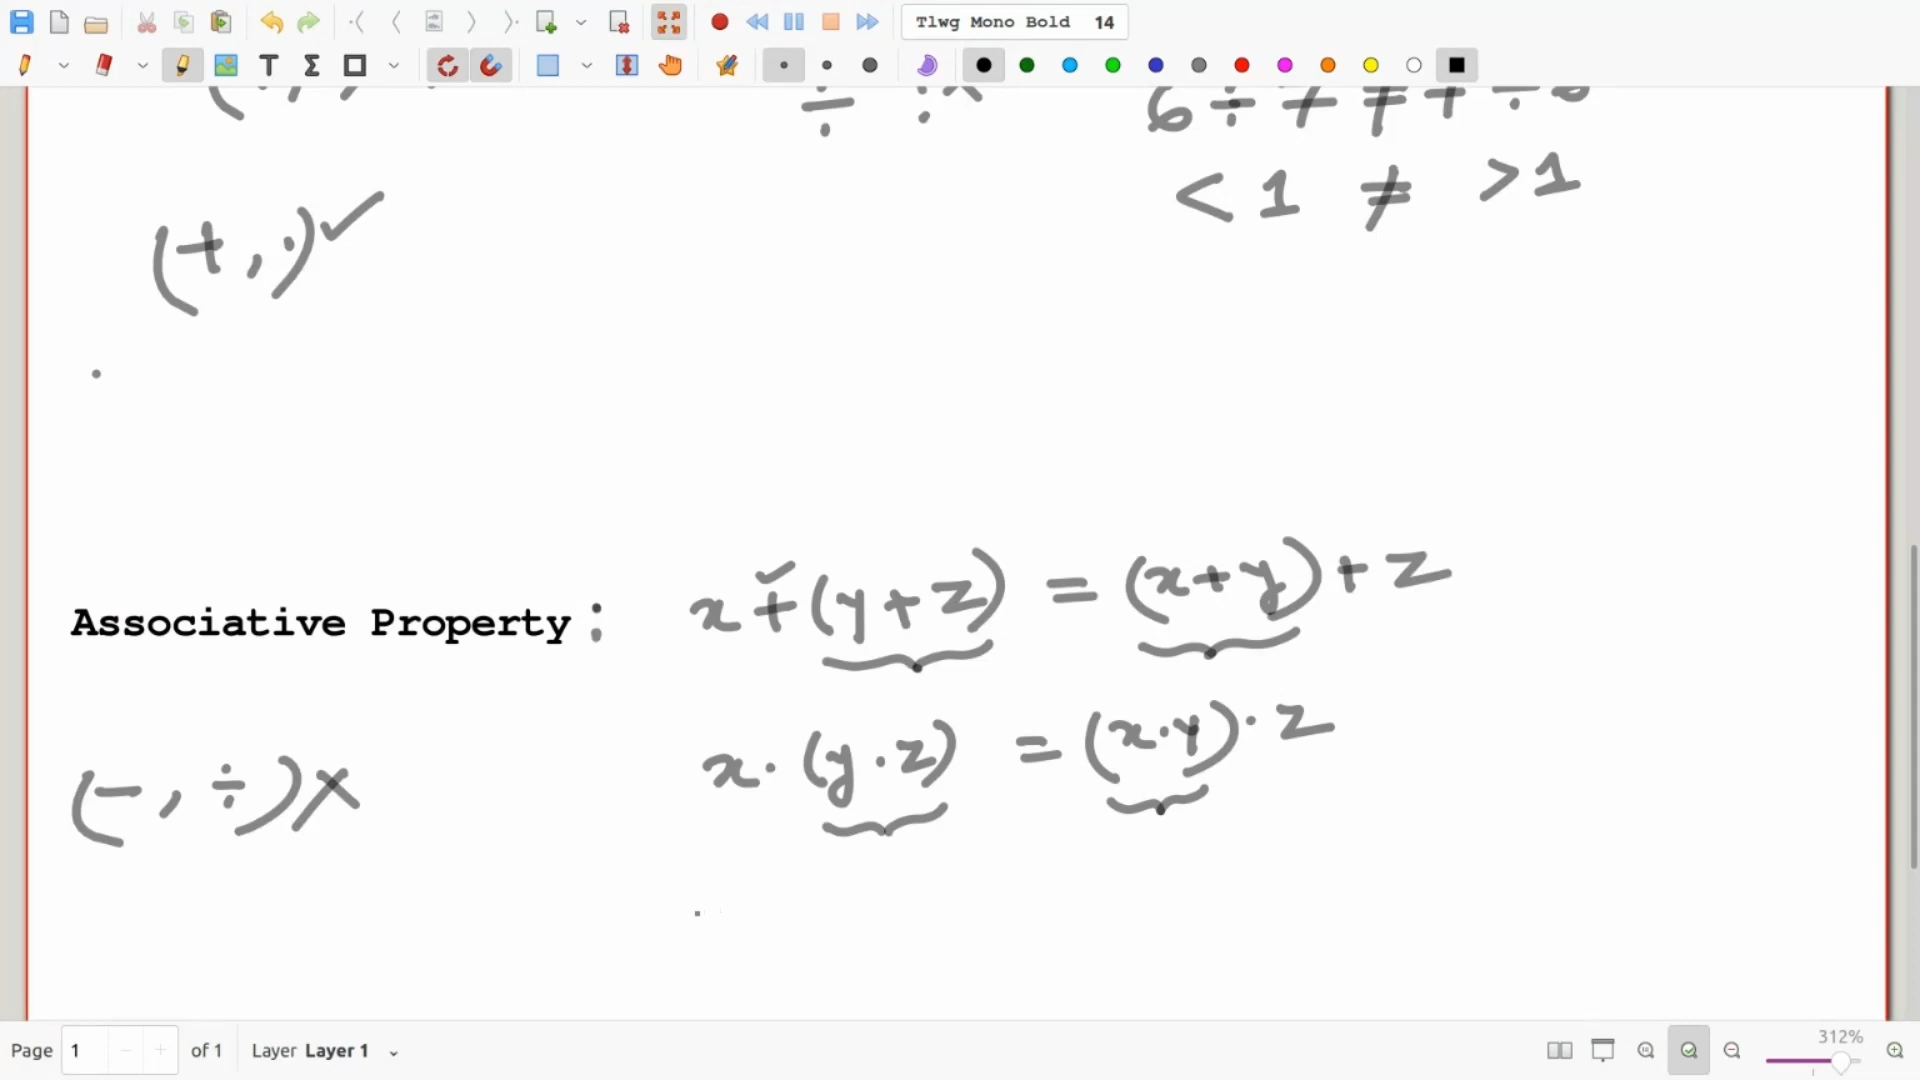 Tlwg Mono Bold 14
< 1 ≠ > 1
(+, ·) ✓
x + (y + z) = (x + y) + z
Associative Property :
x · (y · z) = (x · y) · z
(-, ÷) X
Page 1 of 1 Layer Layer 1
312%